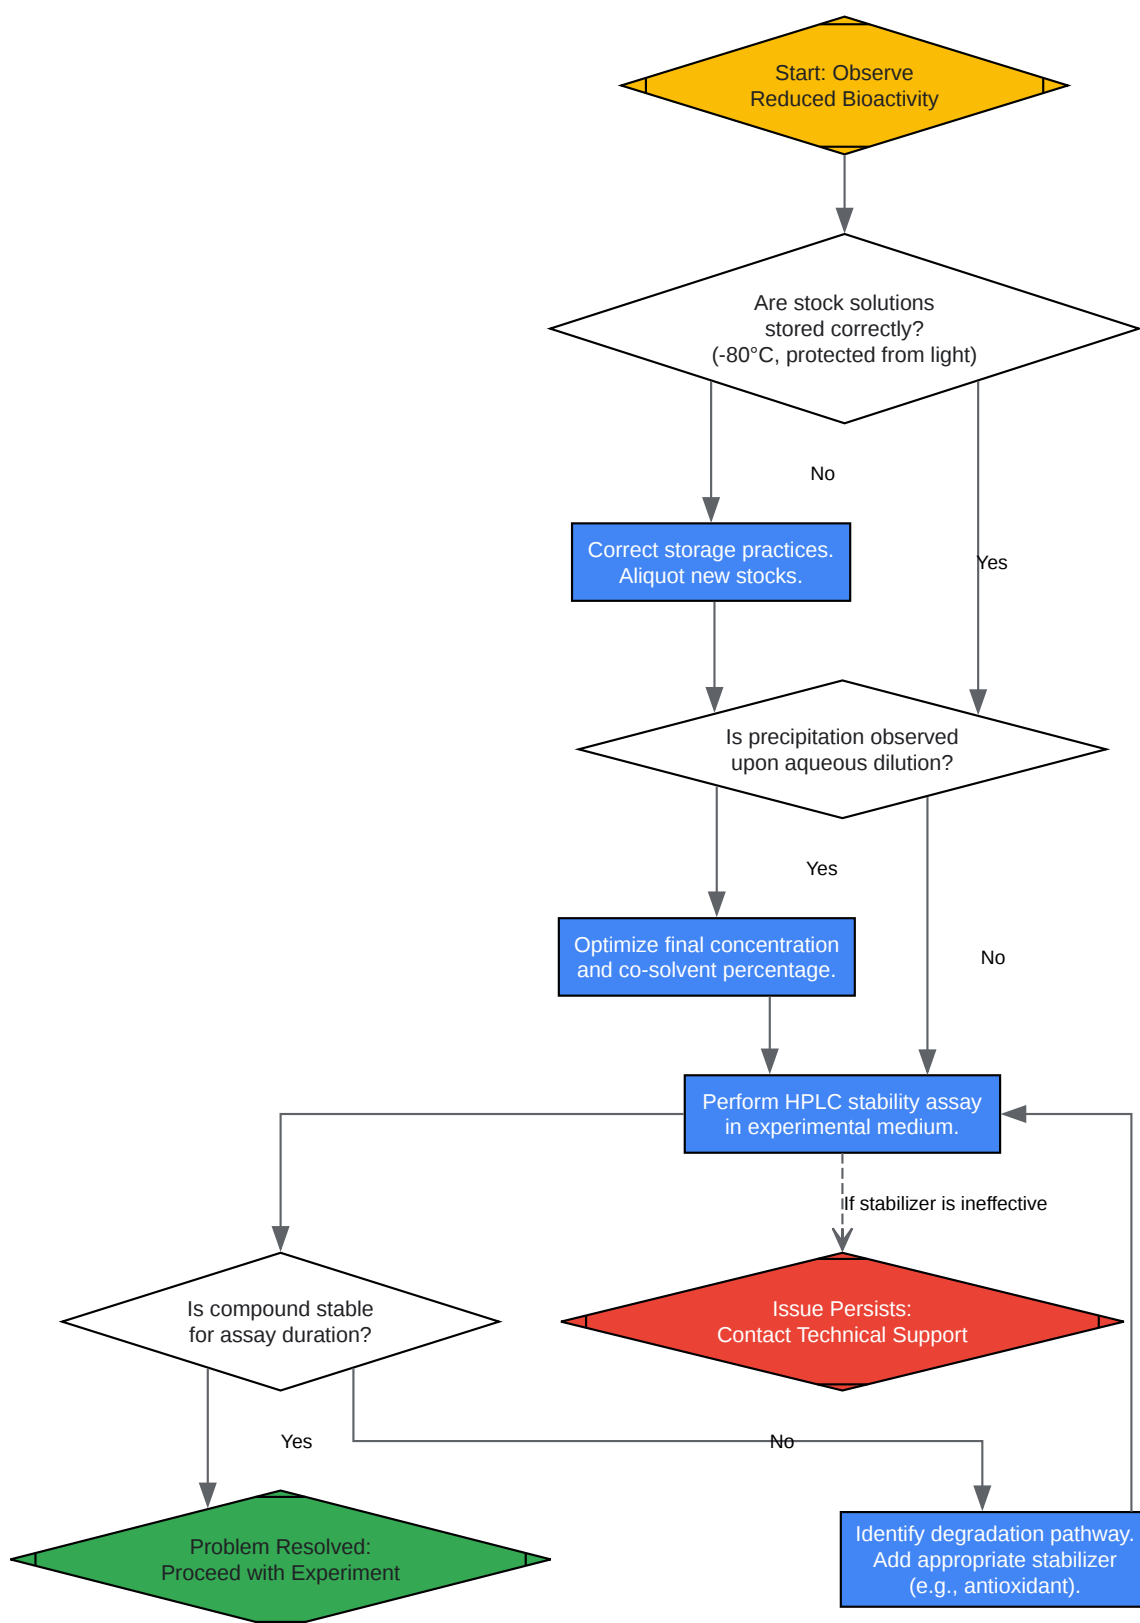 Start: Observe
Reduced Bioactivity
Are stock solutions
stored correctly?
(-80°C, protected from light)
No
Correct storage practices.
Aliquot new stocks.
Yes
Is precipitation observed
upon aqueous dilution?
Yes
Optimize final concentration
and co-solvent percentage.
No
Perform HPLC stability assay
in experimental medium.
If stabilizer is ineffective
Is compound stable
for assay duration?
Issue Persists:
Contact Technical Support
Yes
No
Problem Resolved:
Proceed with Experiment
Identify degradation pathway.
Add appropriate stabilizer
(e.g., antioxidant).